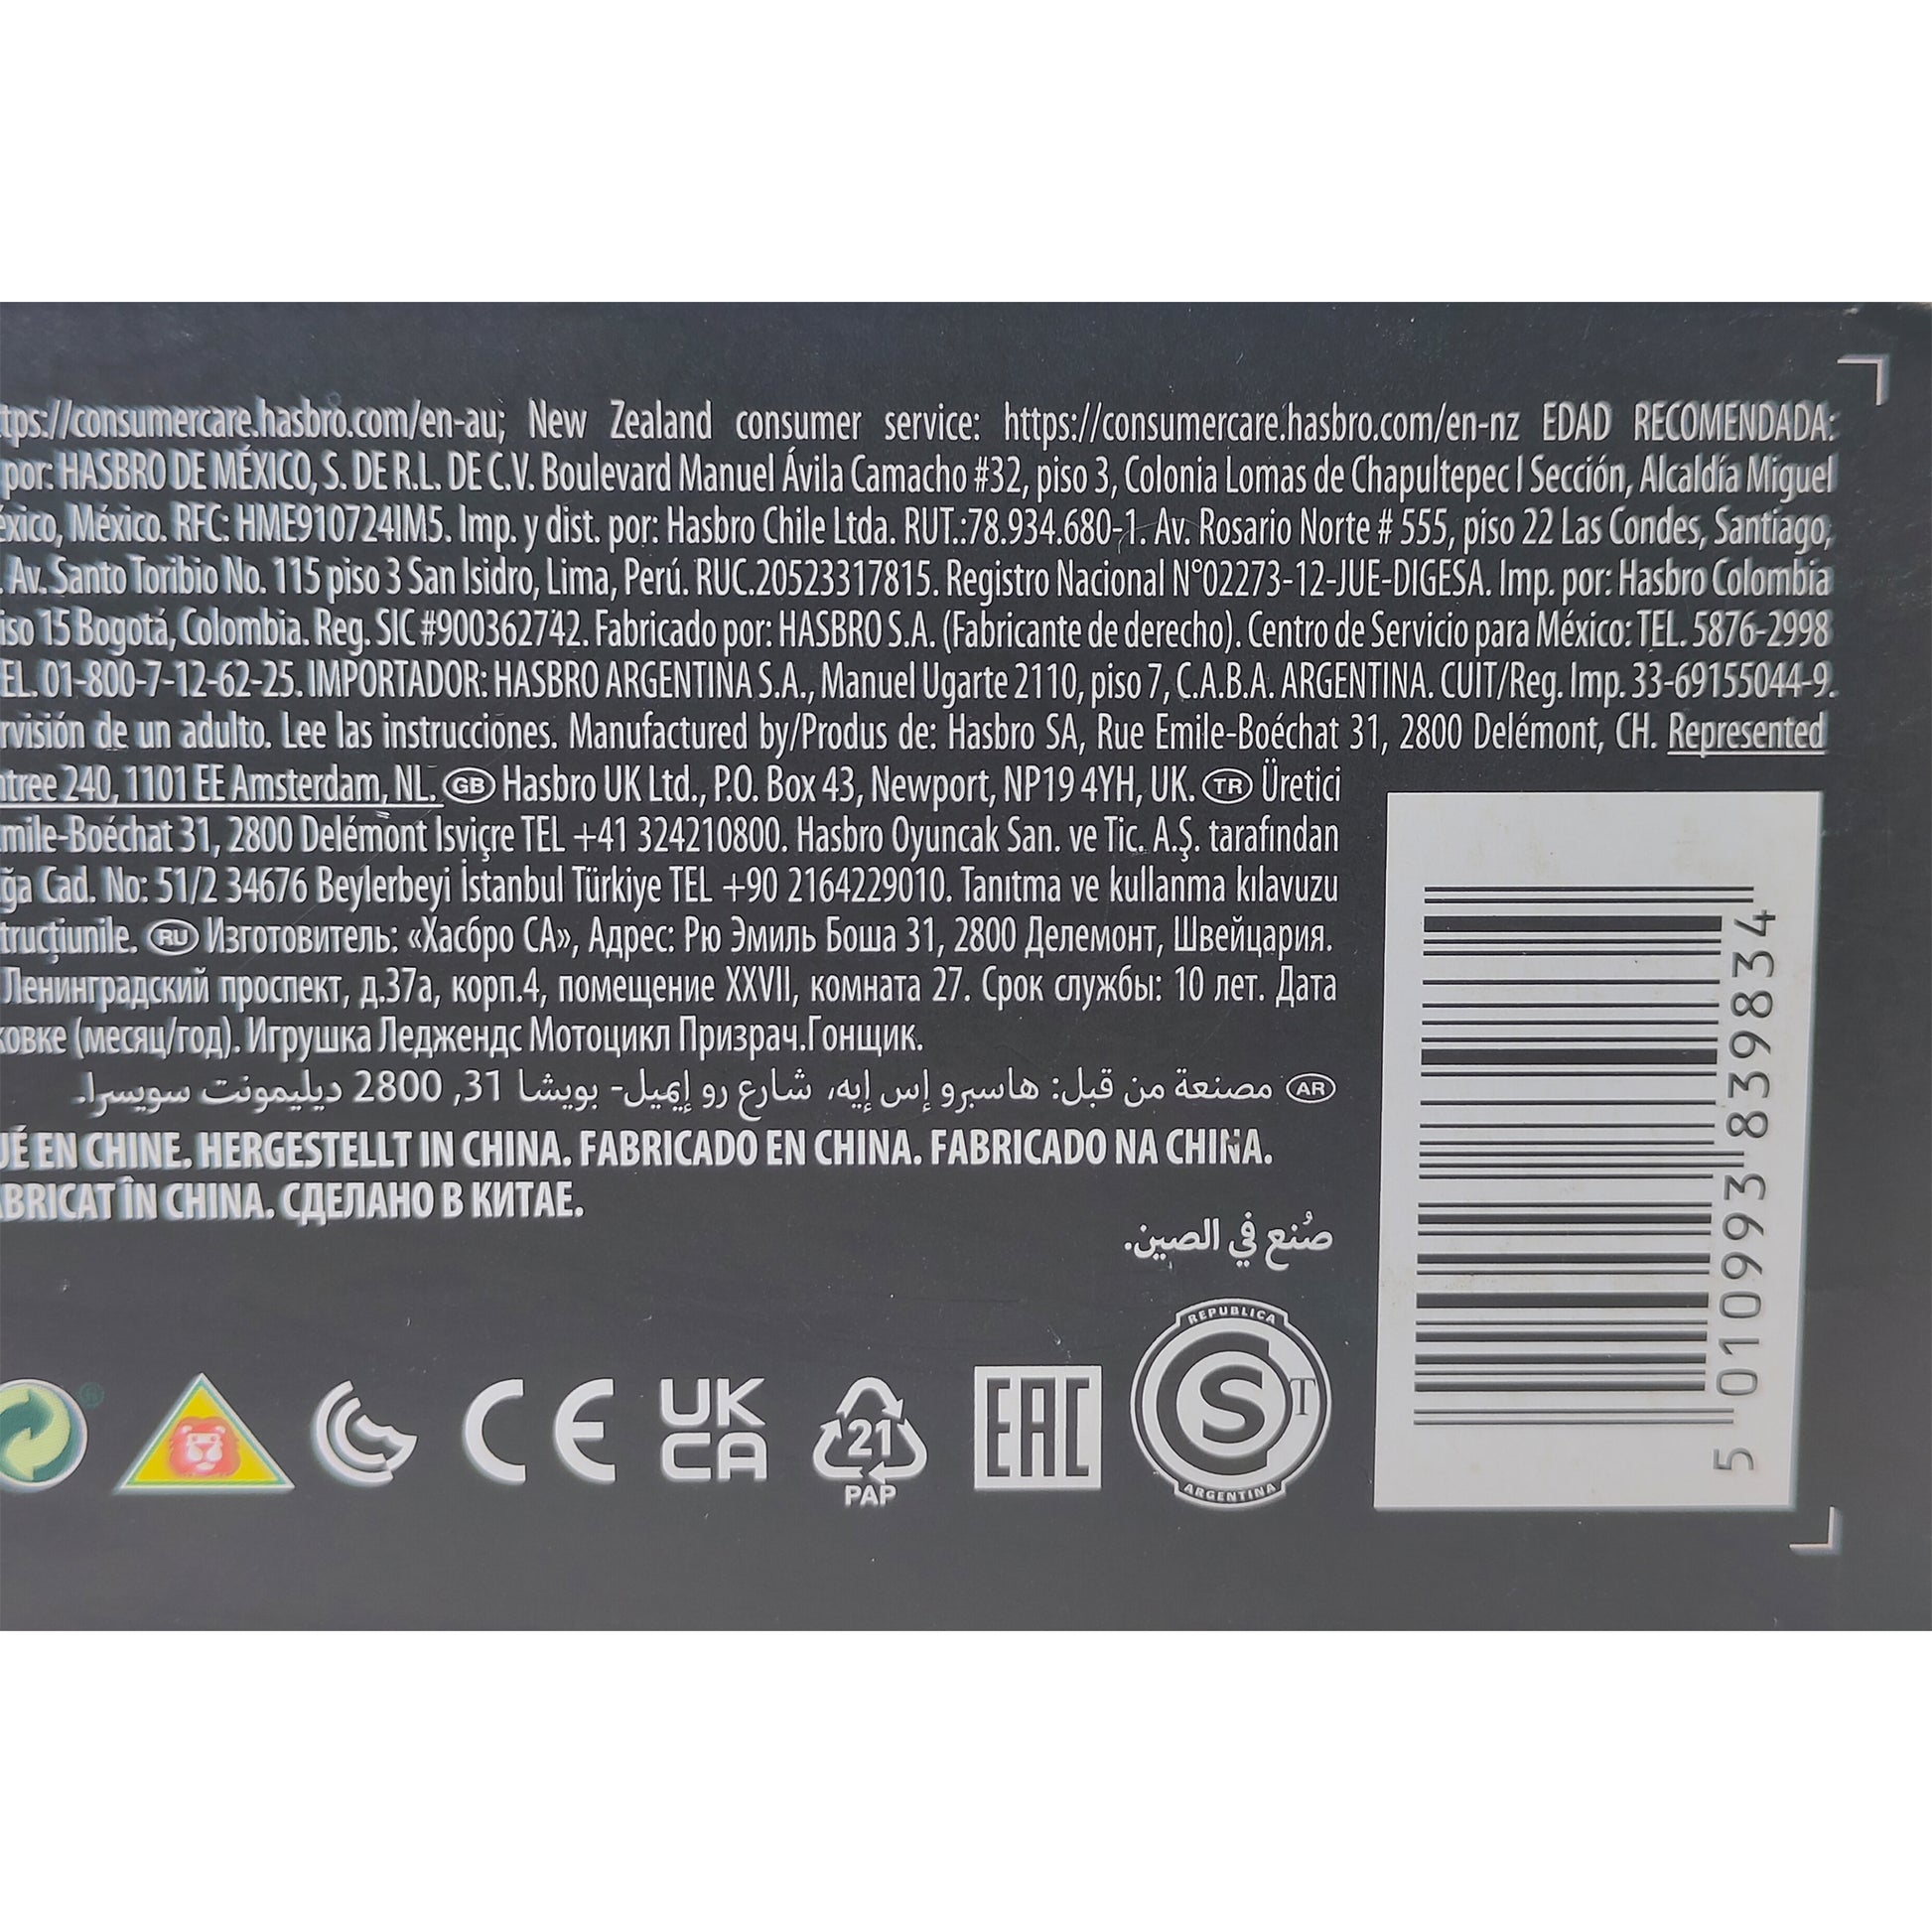 tps://consumercare.hasbro.com/en-au; New Zealand consumer service: https://consumercare.hasbro.com/en-nz EDAD RECOMENDADA:
por: HASBRO DE MÉXICO, S. DE R.L. DE C.V. Boulevard Manuel Ávila Camacho #32, piso 3, Colonia Lomas de Chapultepec I Sección, Alcaldía Miguel
éxico, México. RFC: HME910724IM5. Imp. y dist. por: Hasbro Chile Ltda. RUT.:78.934.680-1. Av. Rosario Norte # 555, piso 22 Las Condes, Santiago,
. Av. Santo Toribio No. 115 piso 3 San Isidro, Lima, Perú. RUC.20523317815. Registro Nacional N°02273-12-JUE-DIGESA. Imp. por: Hasbro Colombia
iso 15 Bogotá, Colombia. Reg. SIC #900362742. Fabricado por: HASBRO S.A. (Fabricante de derecho). Centro de Servicio para México: TEL. 5876-2998
EL. 01-800-7-12-62-25. IMPORTADOR: HASBRO ARGENTINA S.A., Manuel Ugarte 2110, piso 7, C.A.B.A. ARGENTINA. CUIT/Reg. Imp. 33-69155044-9.
rvisión de un adulto. Lee las instrucciones. Manufactured by/Produs de: Hasbro SA, Rue Emile-Boéchat 31, 2800 Delémont, CH. Represented
ntree 240, 1101 EE Amsterdam, NL. GB Hasbro UK Ltd., P.O. Box 43, Newport, NP19 4YH, UK. TR Üretici
mile-Boéchat 31, 2800 Delémont Isviçre TEL +41 324210800. Hasbro Oyuncak San. ve Tic. A.Ş. tarafından
ğa Cad. No: 51/2 34676 Beylerbeyi İstanbul Türkiye TEL +90 2164229010. Tanıtma ve kullanma kılavuzu
trucțiunile. RU Изготовитель: «Хасбро СА», Адрес: Рю Эмиль Боша 31, 2800 Делемонт, Швейцария.
Ленинградский проспект, д.37а, корп.4, помещение XXVII, комната 27. Срок службы: 10 лет. Дата
ковке (месяц/год). Игрушка Леджендс Мотоцикл Призрач.Гонщик.
AR مصنعة من قبل: هاسبرو إس إيه، شارع رو إيميل- بويشا 31, 2800 ديليمونت سويسرا.
UÉ EN CHINE. HERGESTELLT IN CHINA. FABRICADO EN CHINA. FABRICADO NA CHINA.
ABRICAT ÎN CHINA. СДЕЛАНО В КИТАЕ.
صُنع في الصين.
CE
UK
CA
21
PAP
EAC
REPUBLICA
S T
ARGENTINA
5 010993 839834